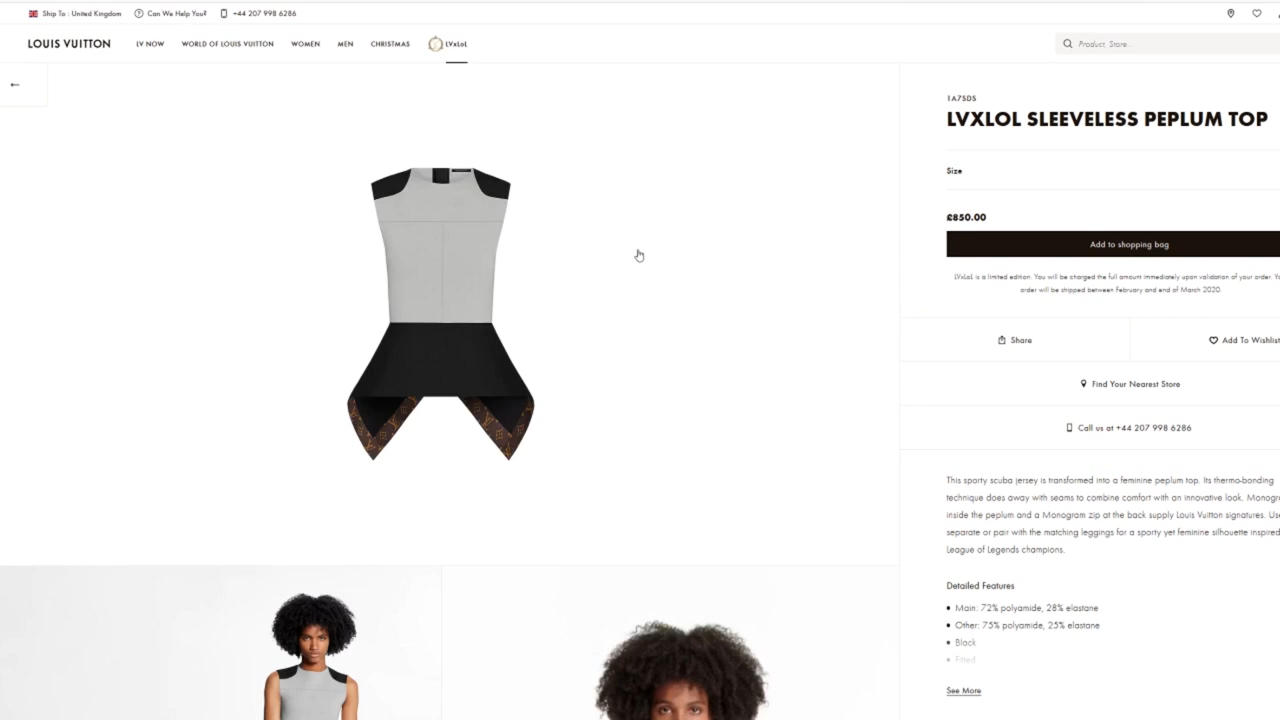 Ship To : United Kingdom Can We Help You? +44 207 998 6286
LOUIS VUITTON LV NOW WORLD OF LOUIS VUITTON WOMEN MEN CHRISTMAS LVxLoL Product, Store...
1A7SDS
LVXLOL SLEEVELESS PEPLUM TOP
Size
£850.00
Add to shopping bag
LVxLoL is a limited edition. You will be charged the full amount immediately upon validation of your order.
order will be shipped between February and end of March 2020.
Share Add To Wishlist
Find Your Nearest Store
Call us at +44 207 998 6286
This sporty scuba jersey is transformed into a feminine peplum top. Its thermo-bonding
technique does away with seams to combine comfort with an innovative look.
inside the peplum and a Monogram zip at the back supply Louis Vuitton signatures.
separate or pair with the matching leggings for a sporty yet feminine silhouette inspired
League of Legends champions.
Detailed Features
• Main: 72% polyamide, 28% elastane
• Other: 75% polyamide, 25% elastane
• Black
• Fitted
See More